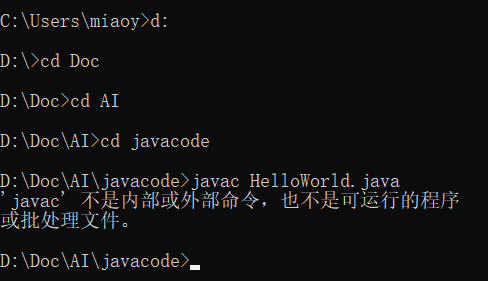 C:\Users\miaoy>d:
D:\>cd Doc
D:\Doc>cd AI
D:\Doc\AI>cd javacode
D:\Doc\AI\javacode>javac HelloWorld.java
'javac' 不是内部或外部命令，也不是可运行的程序
或批处理文件。
D:\Doc\AI\javacode>